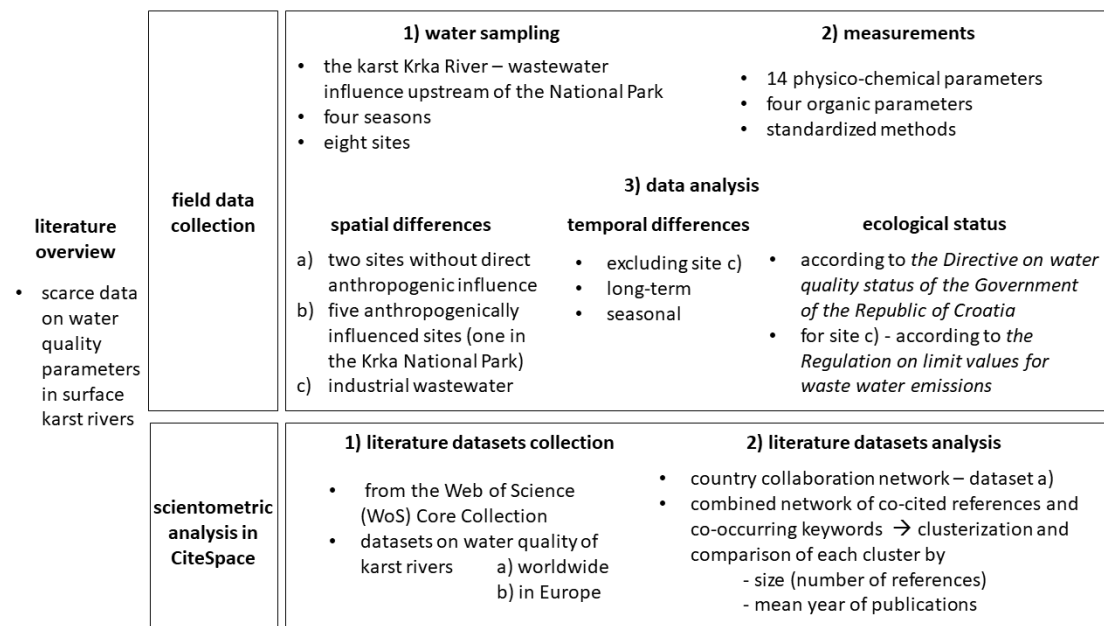 literature
overview
• scarce data
on water
quality
parameters
in surface
karst rivers
field data
collection
1) water sampling
• the karst Krka River – wastewater
influence upstream of the National Park
• four seasons
• eight sites
2) measurements
• 14 physico-chemical parameters
• four organic parameters
• standardized methods
3) data analysis
spatial differences
a) two sites without direct
anthropogenic influence
b) five anthropogenically
influenced sites (one in
the Krka National Park)
c) industrial wastewater
temporal differences
• excluding site c)
• long-term
• seasonal
ecological status
• according to the Directive on water
quality status of the Government
of the Republic of Croatia
• for site c) - according to the
Regulation on limit values for
waste water emissions
scientometric
analysis in
CiteSpace
1) literature datasets collection
• from the Web of Science
(WoS) Core Collection
• datasets on water quality of
karst rivers a) worldwide
b) in Europe
2) literature datasets analysis
• country collaboration network – dataset a)
• combined network of co-cited references and
co-occurring keywords → clusterization and
comparison of each cluster by
- size (number of references)
- mean year of publications